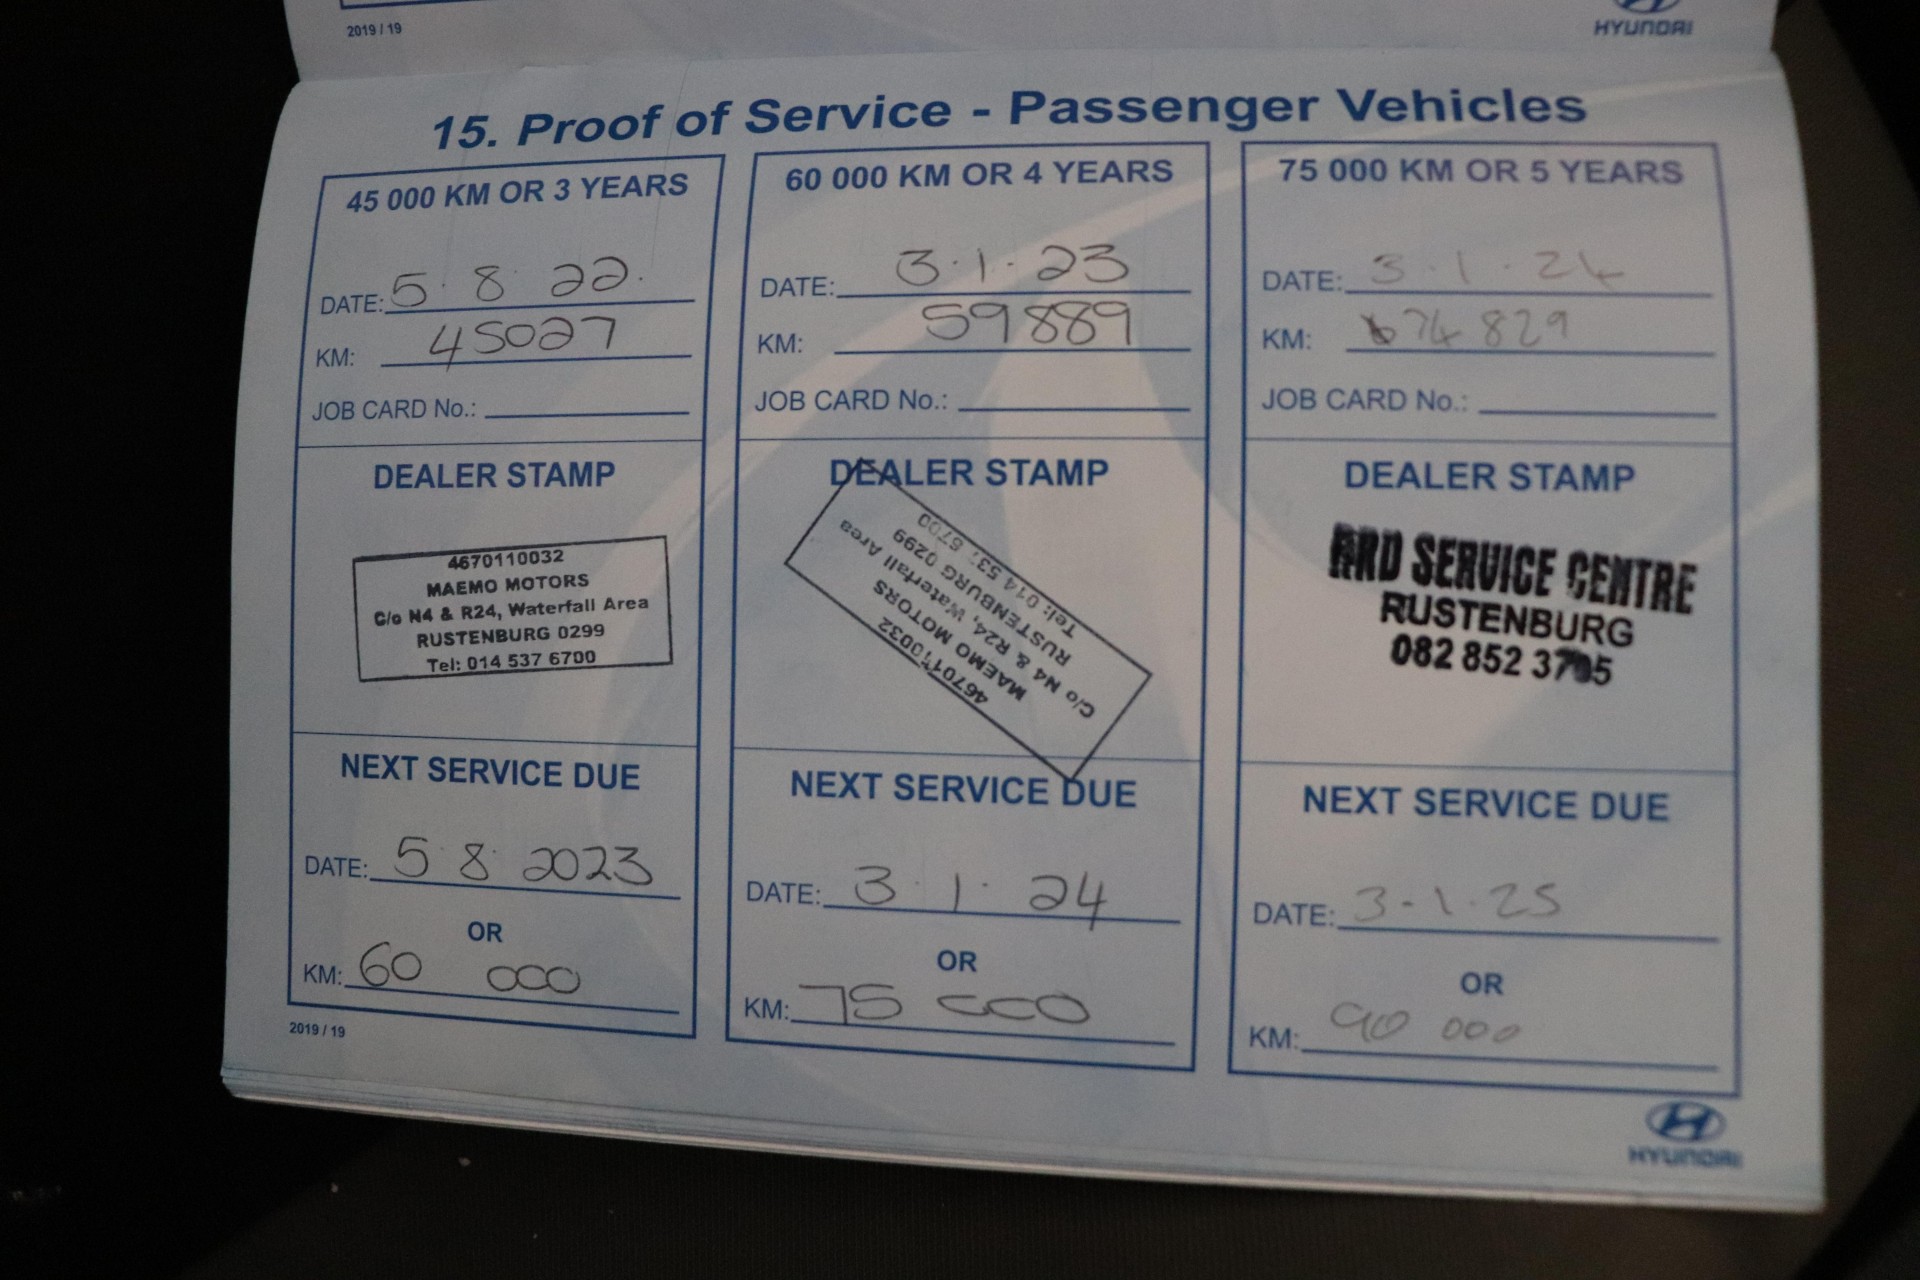 2019 / 19
HYUNDAI
15. Proof of Service - Passenger Vehicles
45 000 KM OR 3 YEARS
DATE: 5 · 8 · 22.
KM: 45027
JOB CARD No.:
DEALER STAMP
4670110032
MAEMO MOTORS
C/o N4 & R24, Waterfall Area
RUSTENBURG 0299
Tel: 014 537 6700
NEXT SERVICE DUE
DATE: 5 · 8 · 2023
OR
KM: 60 000
2019 / 19
60 000 KM OR 4 YEARS
DATE: 3 · 1 · 23
KM: 59889
JOB CARD No.:
DEALER STAMP
4670110032
MAEMO MOTORS
C/o N4 & R24, Waterfall Area
RUSTENBURG 0299
Tel: 014 537 6700
NEXT SERVICE DUE
DATE: 3 · 1 · 24
OR
KM: 75 000
75 000 KM OR 5 YEARS
DATE: 3 · 1 · 24
KM: 74 829
JOB CARD No.:
DEALER STAMP
SERVICE CENTRE
RUSTENBURG
082 852
NEXT SERVICE DUE
DATE: 3 - 1 . 25
OR
KM: 90 000
HYUNDAI